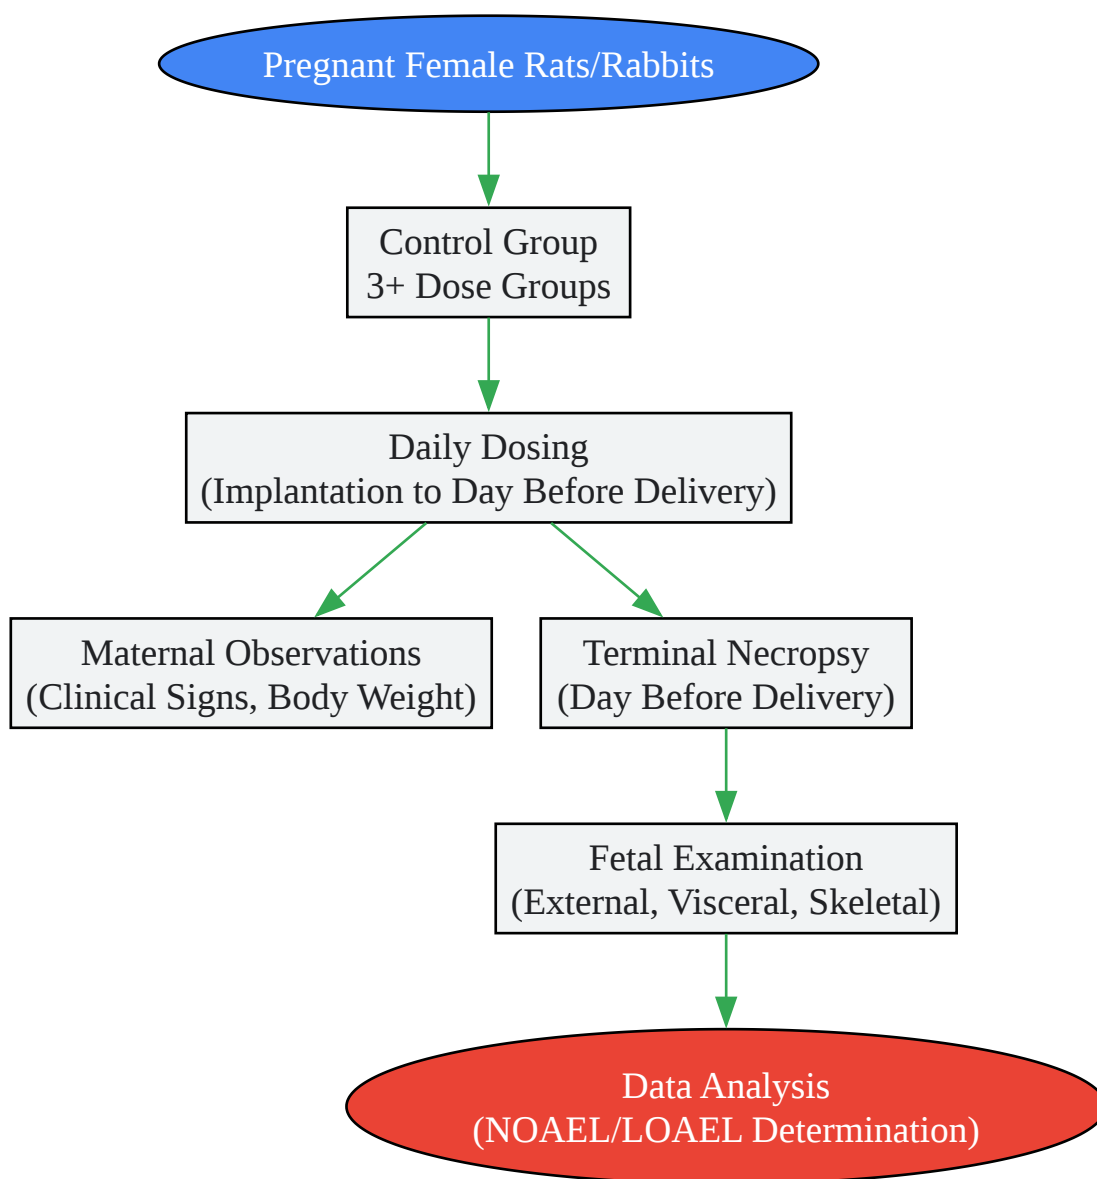 Pregnant Female Rats/Rabbits
Control Group
3+ Dose Groups
Daily Dosing
(Implantation to Day Before Delivery)
Maternal Observations
(Clinical Signs, Body Weight)
Terminal Necropsy
(Day Before Delivery)
Fetal Examination
(External, Visceral, Skeletal)
Data Analysis
(NOAEL/LOAEL Determination)